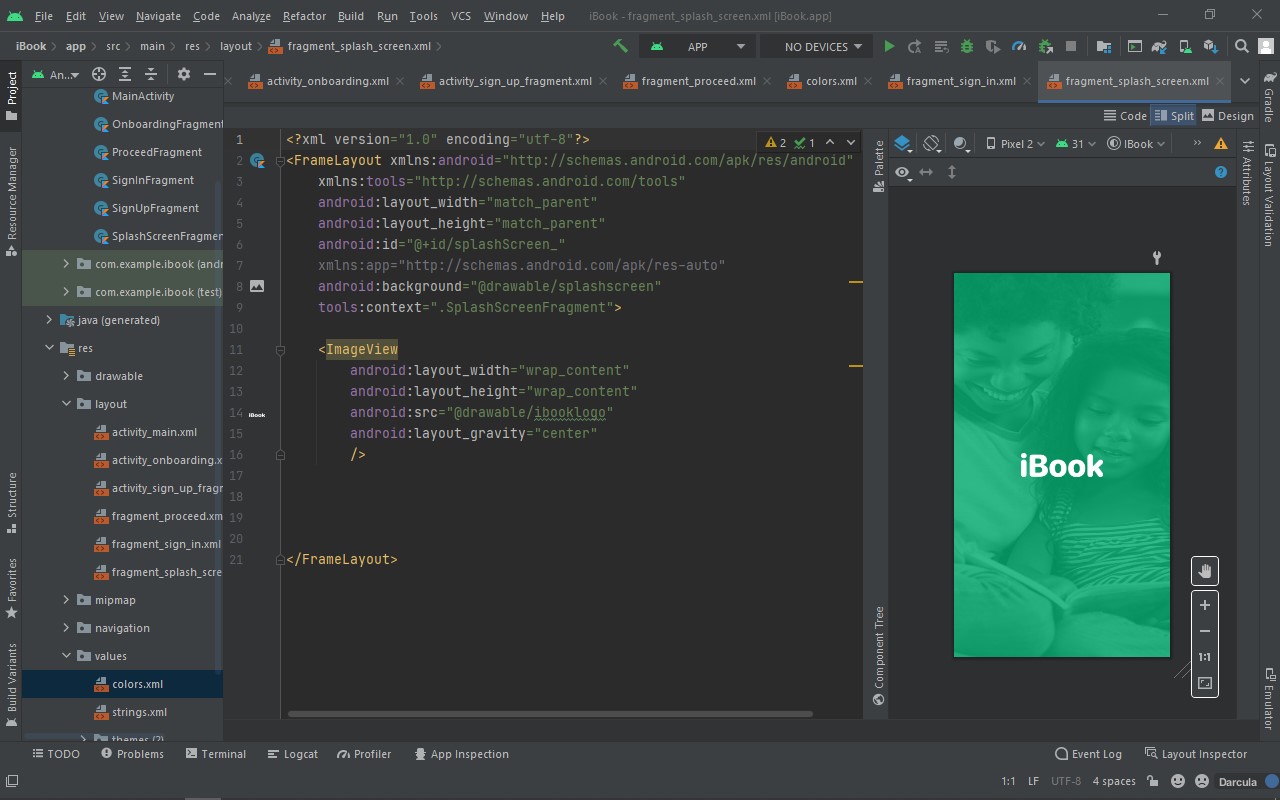 File Edit View Navigate Code Analyze Refactor Build Run Tools VCS Window Help iBook - fragment_splash_screen.xml [iBook.app]
iBook app src main res layout fragment_splash_screen.xml APP NO DEVICES
Project
An...
activity_onboarding.xml activity_sign_up_fragment.xml fragment_proceed.xml colors.xml fragment_sign_in.xml fragment_splash_screen.xml
Gradle
Code Split Design
MainActivity
OnboardingFragment
ProceedFragment
SignInFragment
SignUpFragment
SplashScreenFragmen
com.example.ibook (andr
com.example.ibook (test)
java (generated)
res
drawable
layout
activity_main.xml
activity_onboarding.x
activity_sign_up_fragr
fragment_proceed.xm
fragment_sign_in.xml
fragment_splash_scre
mipmap
navigation
values
colors.xml
strings.xml
themes (2)
Resource Manager
Structure
Favorites
Build Variants
2 1
1 <?xml version="1.0" encoding="utf-8"?>
2 <FrameLayout xmlns:android="http://schemas.android.com/apk/res/android"
3 xmlns:tools="http://schemas.android.com/tools"
4 android:layout_width="match_parent"
5 android:layout_height="match_parent"
6 android:id="@+id/splashScreen_"
7 xmlns:app="http://schemas.android.com/apk/res-auto"
8 android:background="@drawable/splashscreen"
9 tools:context=".SplashScreenFragment">
10
11 <ImageView
12 android:layout_width="wrap_content"
13 android:layout_height="wrap_content"
14 iBook android:src="@drawable/ibooklogo"
15 android:layout_gravity="center"
16 />
17
18
19
20
21 </FrameLayout>
Palette
Component Tree
Pixel 2 31 IBook »
?
iBook
1:1
Attributes
Layout Validation
Emulator
TODO Problems Terminal Logcat Profiler App Inspection Event Log Layout Inspector
1:1 LF UTF-8 4 spaces Darcula